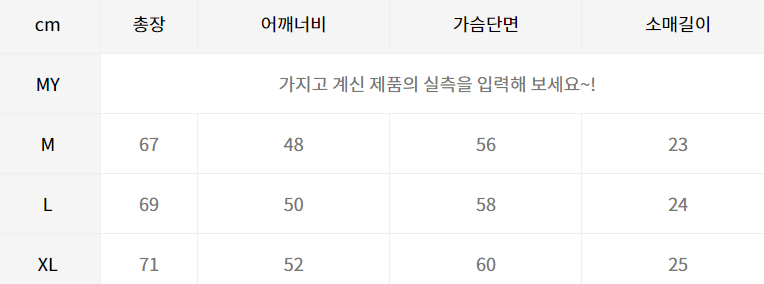 cm 총장 어깨너비 가슴단면 소매길이
MY 가지고 계신 제품의 실측을 입력해 보세요~!
M 67 48 56 23
L 69 50 58 24
XL 71 52 60 25